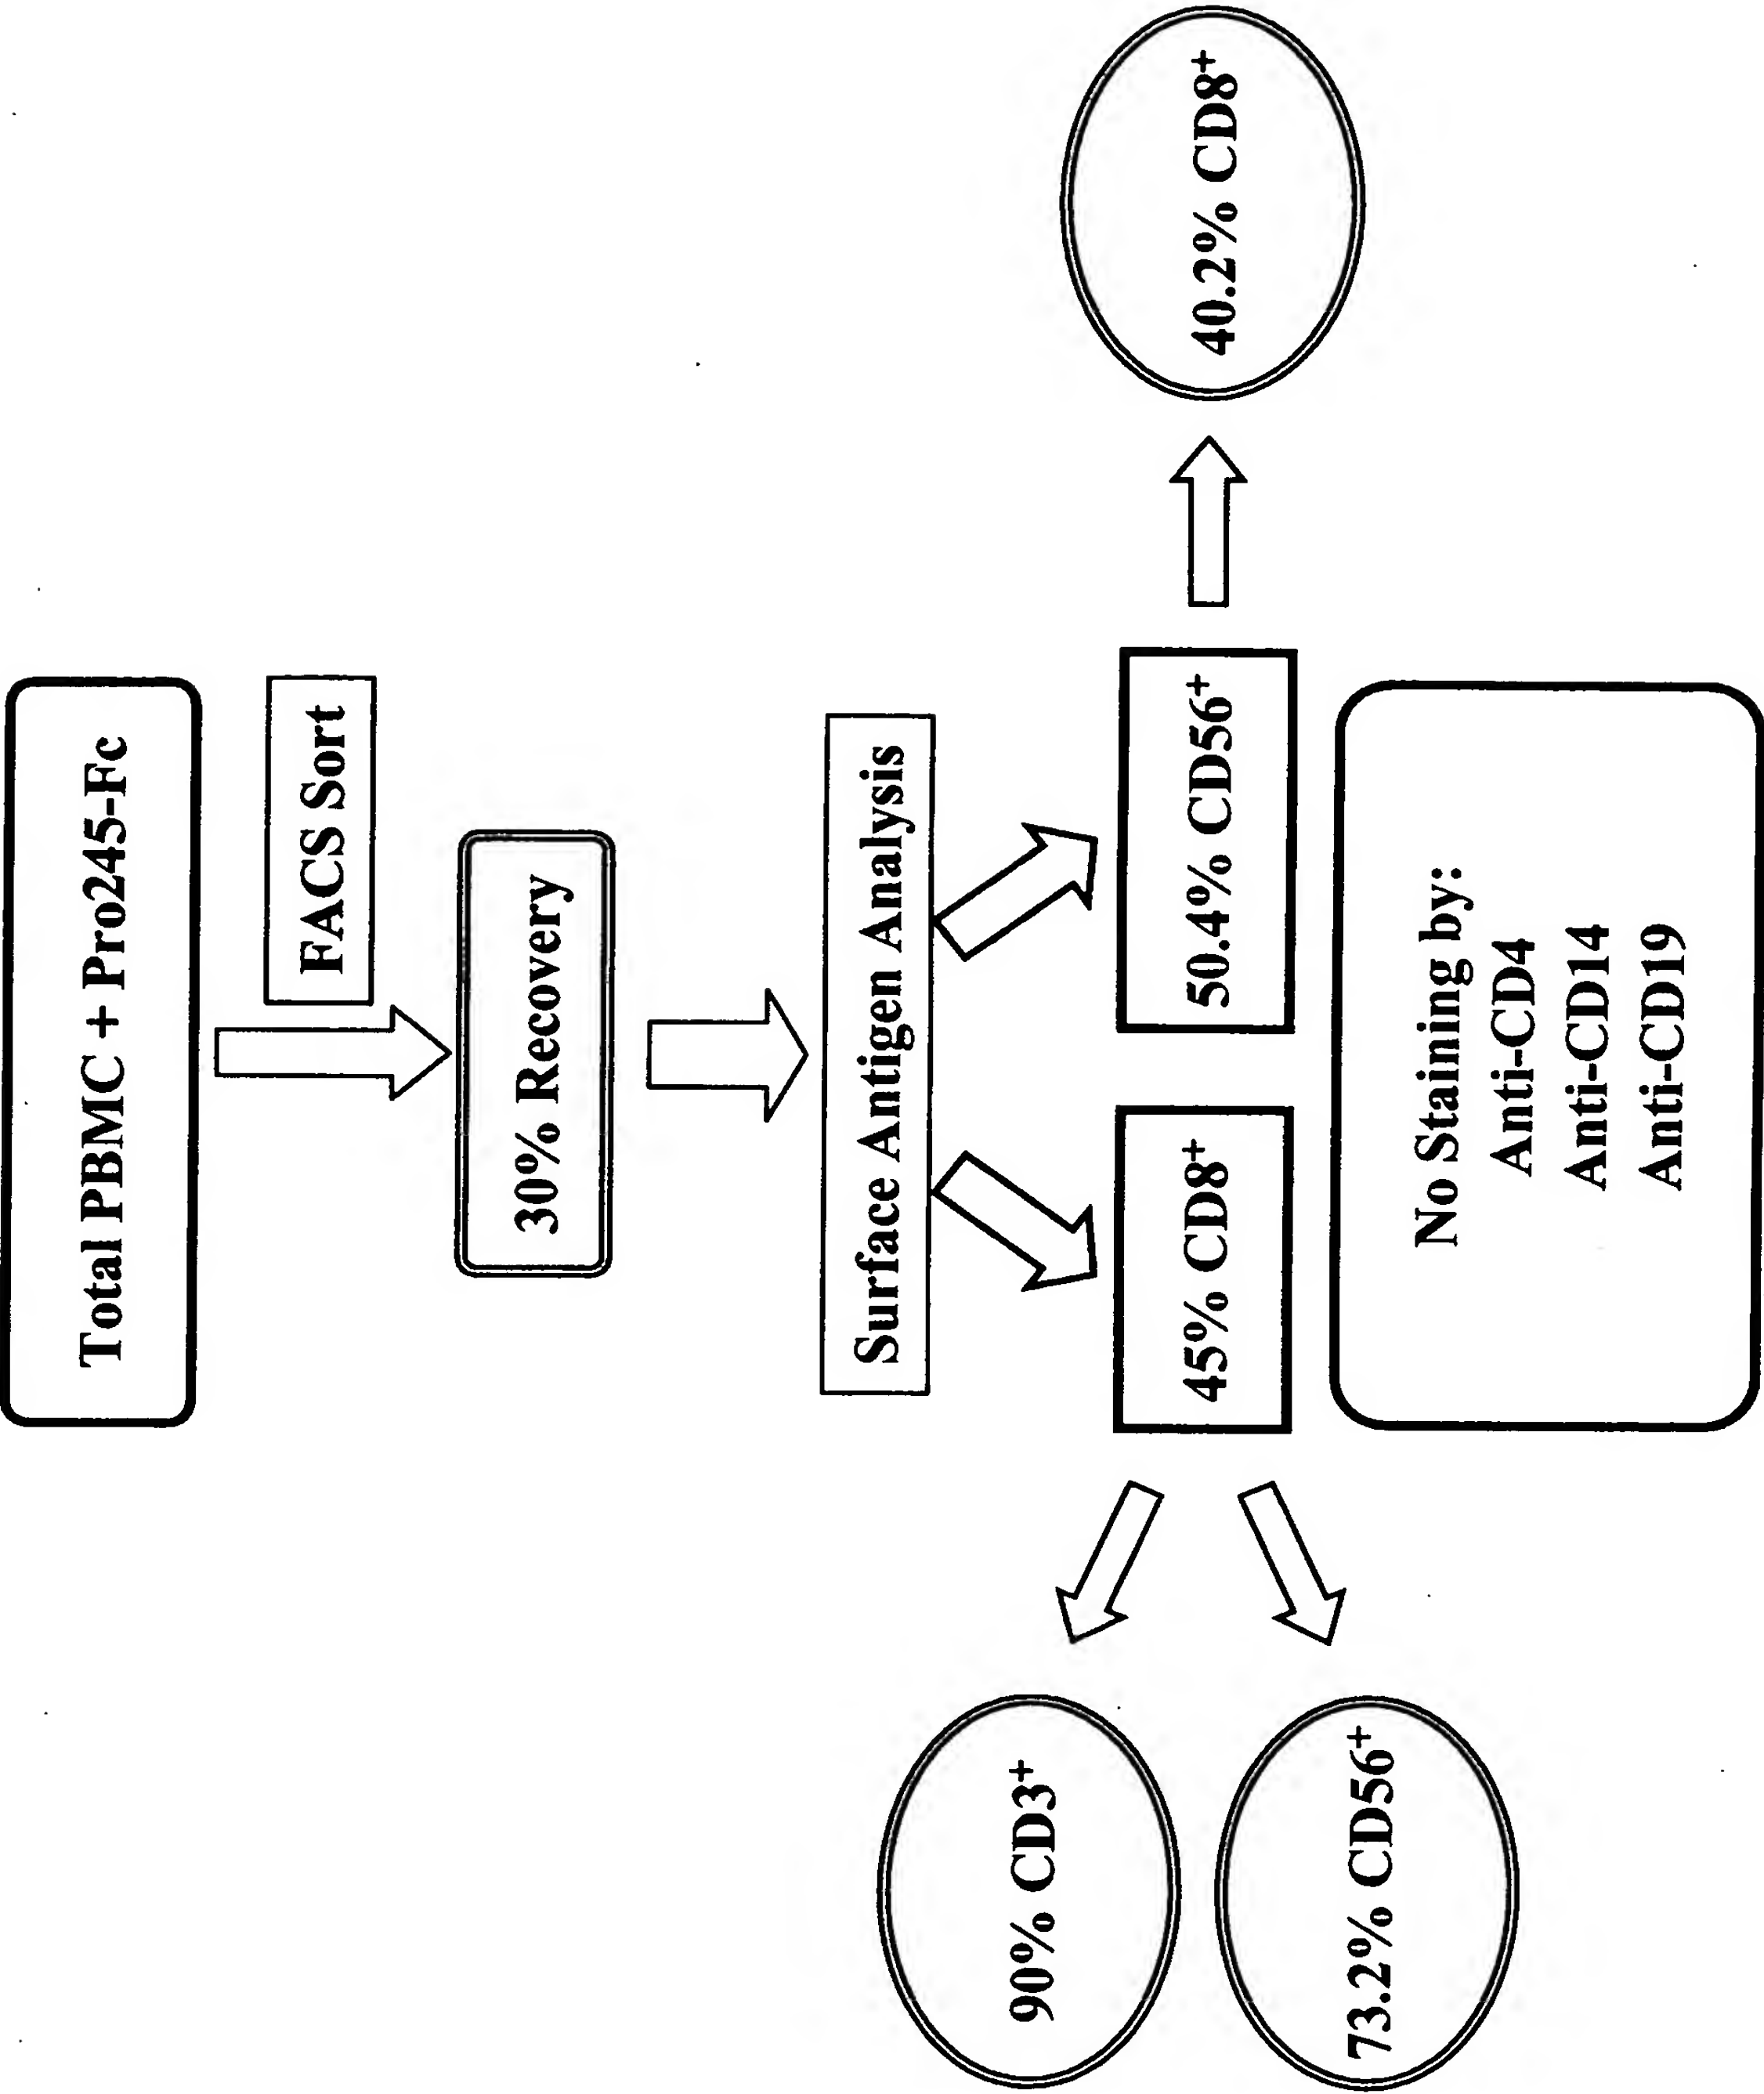 Total PBMC + Pro245-Fc
FACS Sort
30% Recovery
Surface Antigen Analysis
45% CD8⁺
50.4% CD56⁺
90% CD3⁺
73.2% CD56⁺
40.2% CD8⁺
No Staining by:
Anti-CD4
Anti-CD14
Anti-CD19